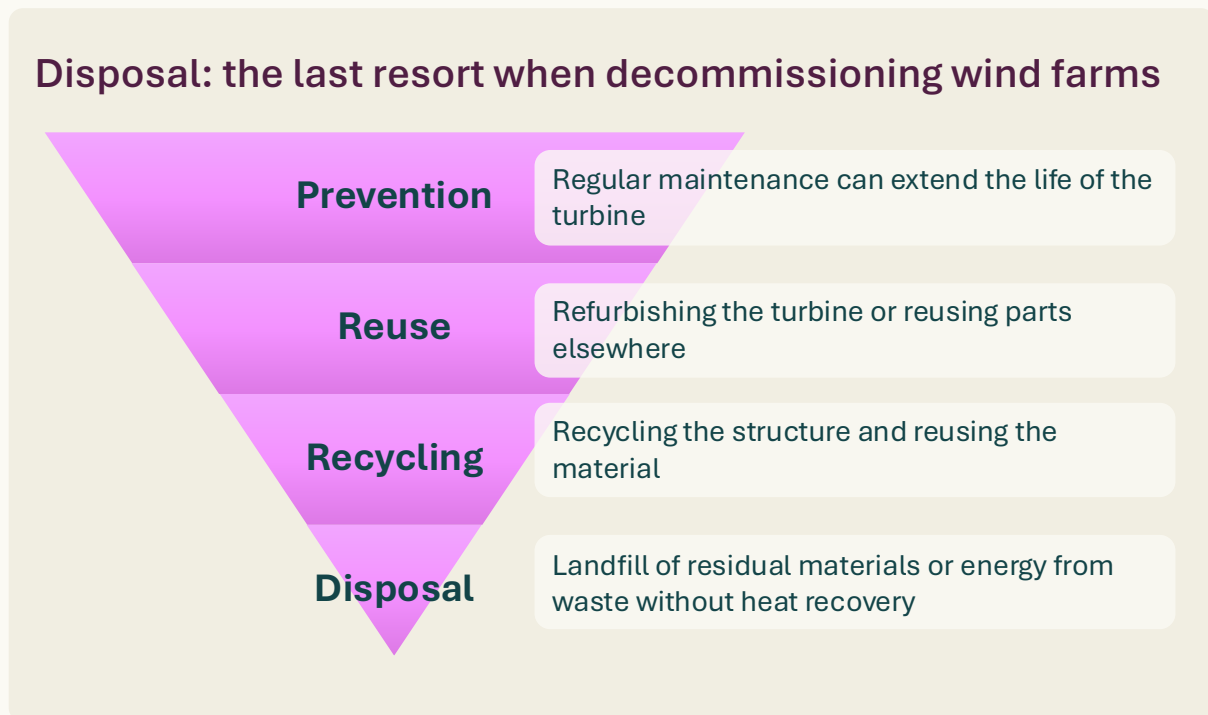 Disposal: the last resort when decommissioning wind farms
Prevention
Regular maintenance can extend the life of the
turbine
Reuse
Refurbishing the turbine or reusing parts
elsewhere
Recycling
Recycling the structure and reusing the
material
Disposal
Landfill of residual materials or energy from
waste without heat recovery